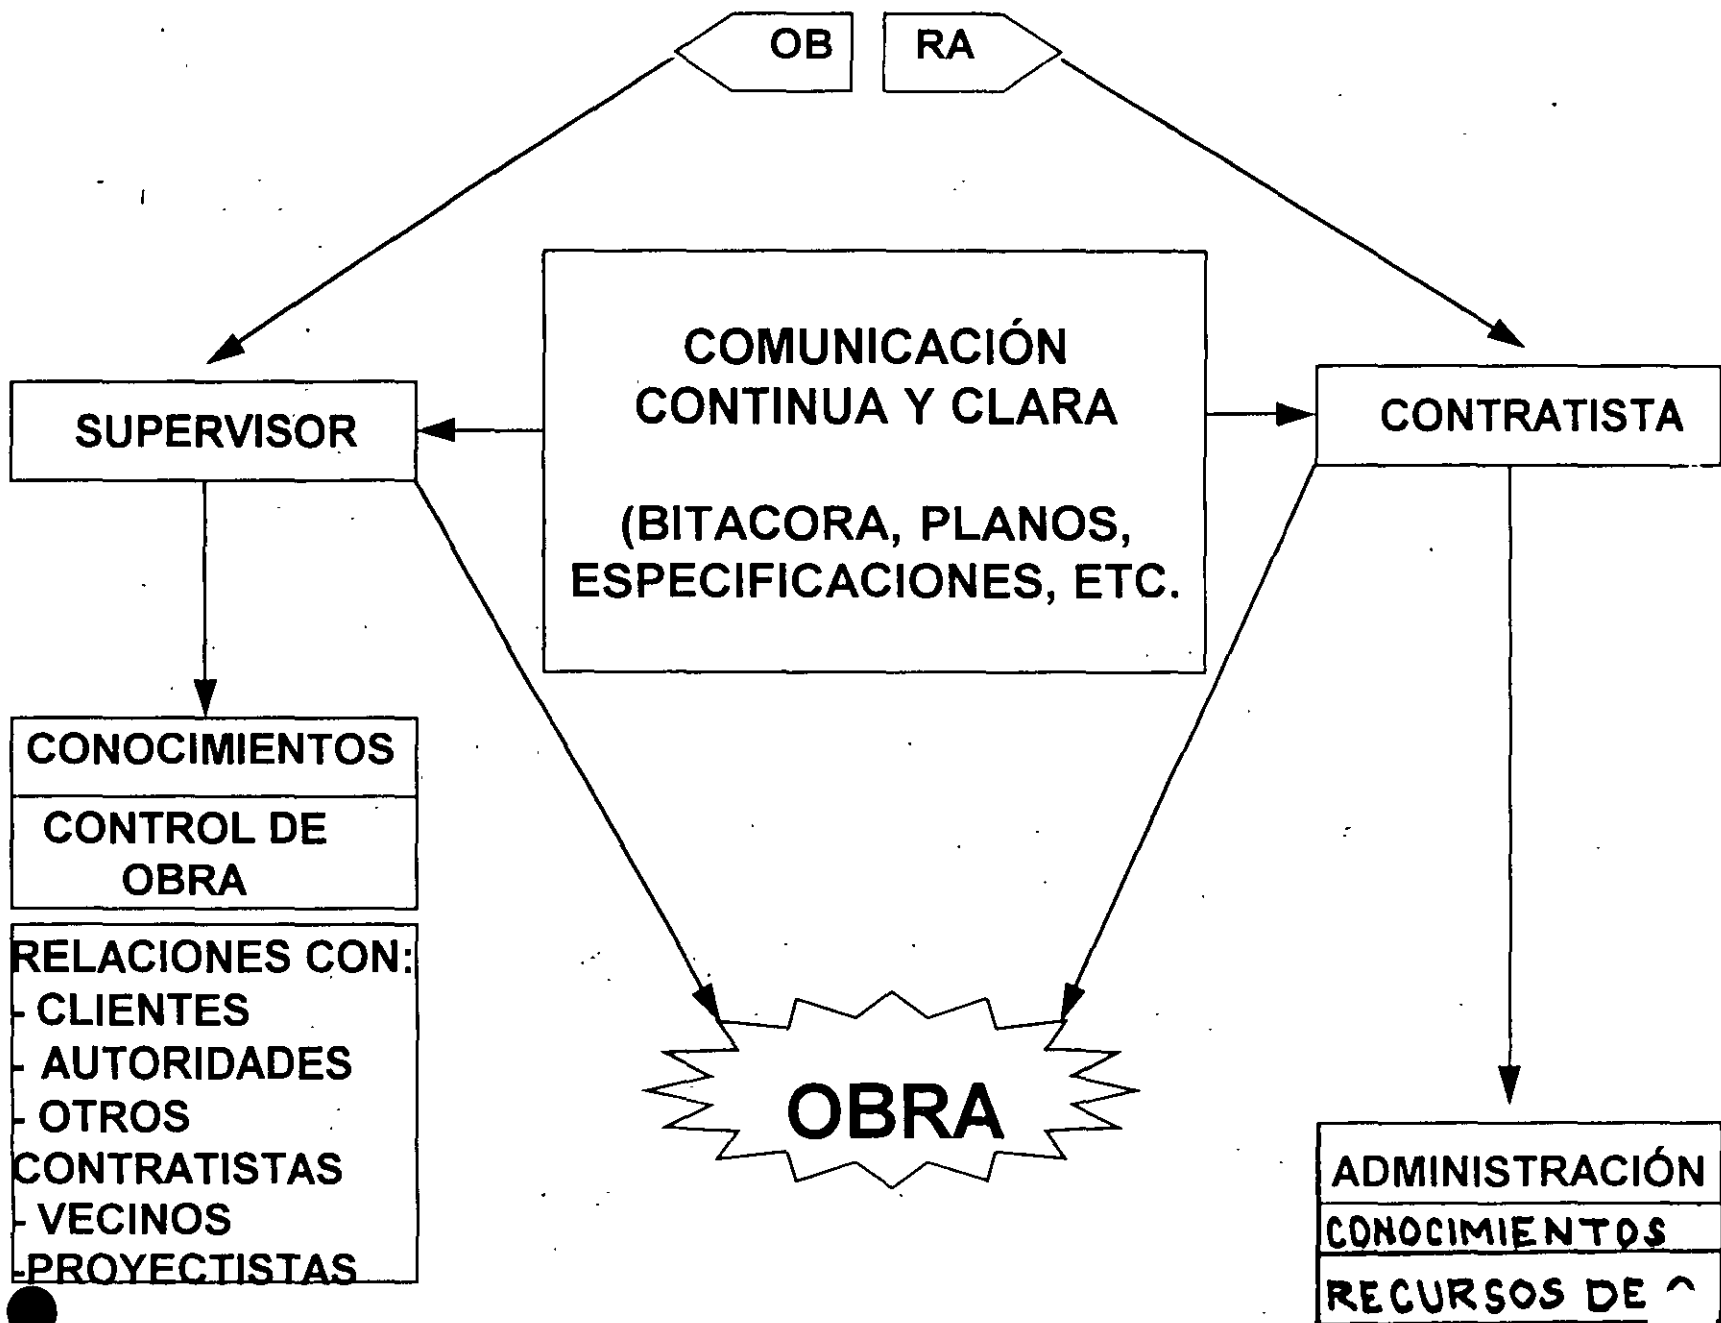 OB RA
COMUNICACIÓN
CONTINUA Y CLARA
(BITACORA, PLANOS,
ESPECIFICACIONES, ETC.
SUPERVISOR
CONTRATISTA
CONOCIMIENTOS
CONTROL DE
OBRA
RELACIONES CON:
- CLIENTES
- AUTORIDADES
- OTROS
CONTRATISTAS
- VECINOS
-PROYECTISTAS
OBRA
ADMINISTRACIÓN
CONOCIMIENTOS
RECURSOS DE